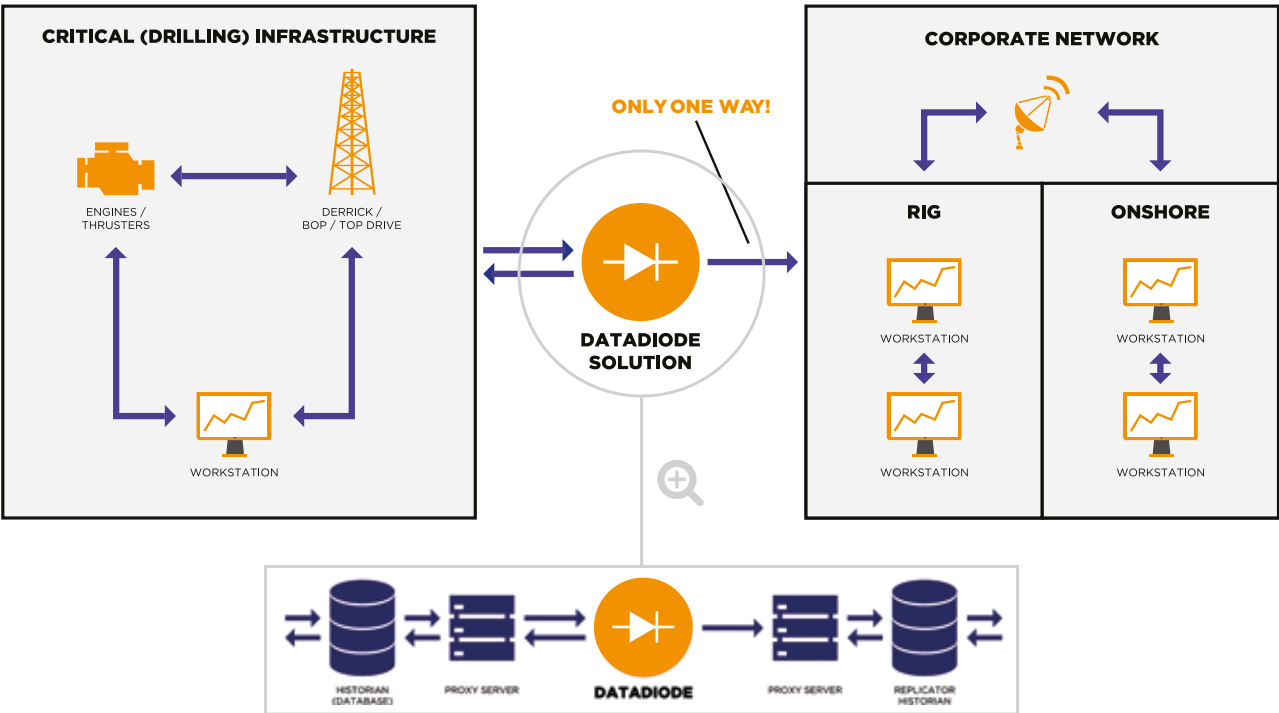 CRITICAL (DRILLING) INFRASTRUCTURE
ENGINES /
THRUSTERS
DERRICK /
BOP / TOP DRIVE
WORKSTATION
ONLY ONE WAY!
DATADIODE
SOLUTION
CORPORATE NETWORK
RIG
WORKSTATION
WORKSTATION
ONSHORE
WORKSTATION
WORKSTATION
HISTORIAN
(DATABASE)
PROXY SERVER
DATADIODE
PROXY SERVER
REPLICATOR
HISTORIAN